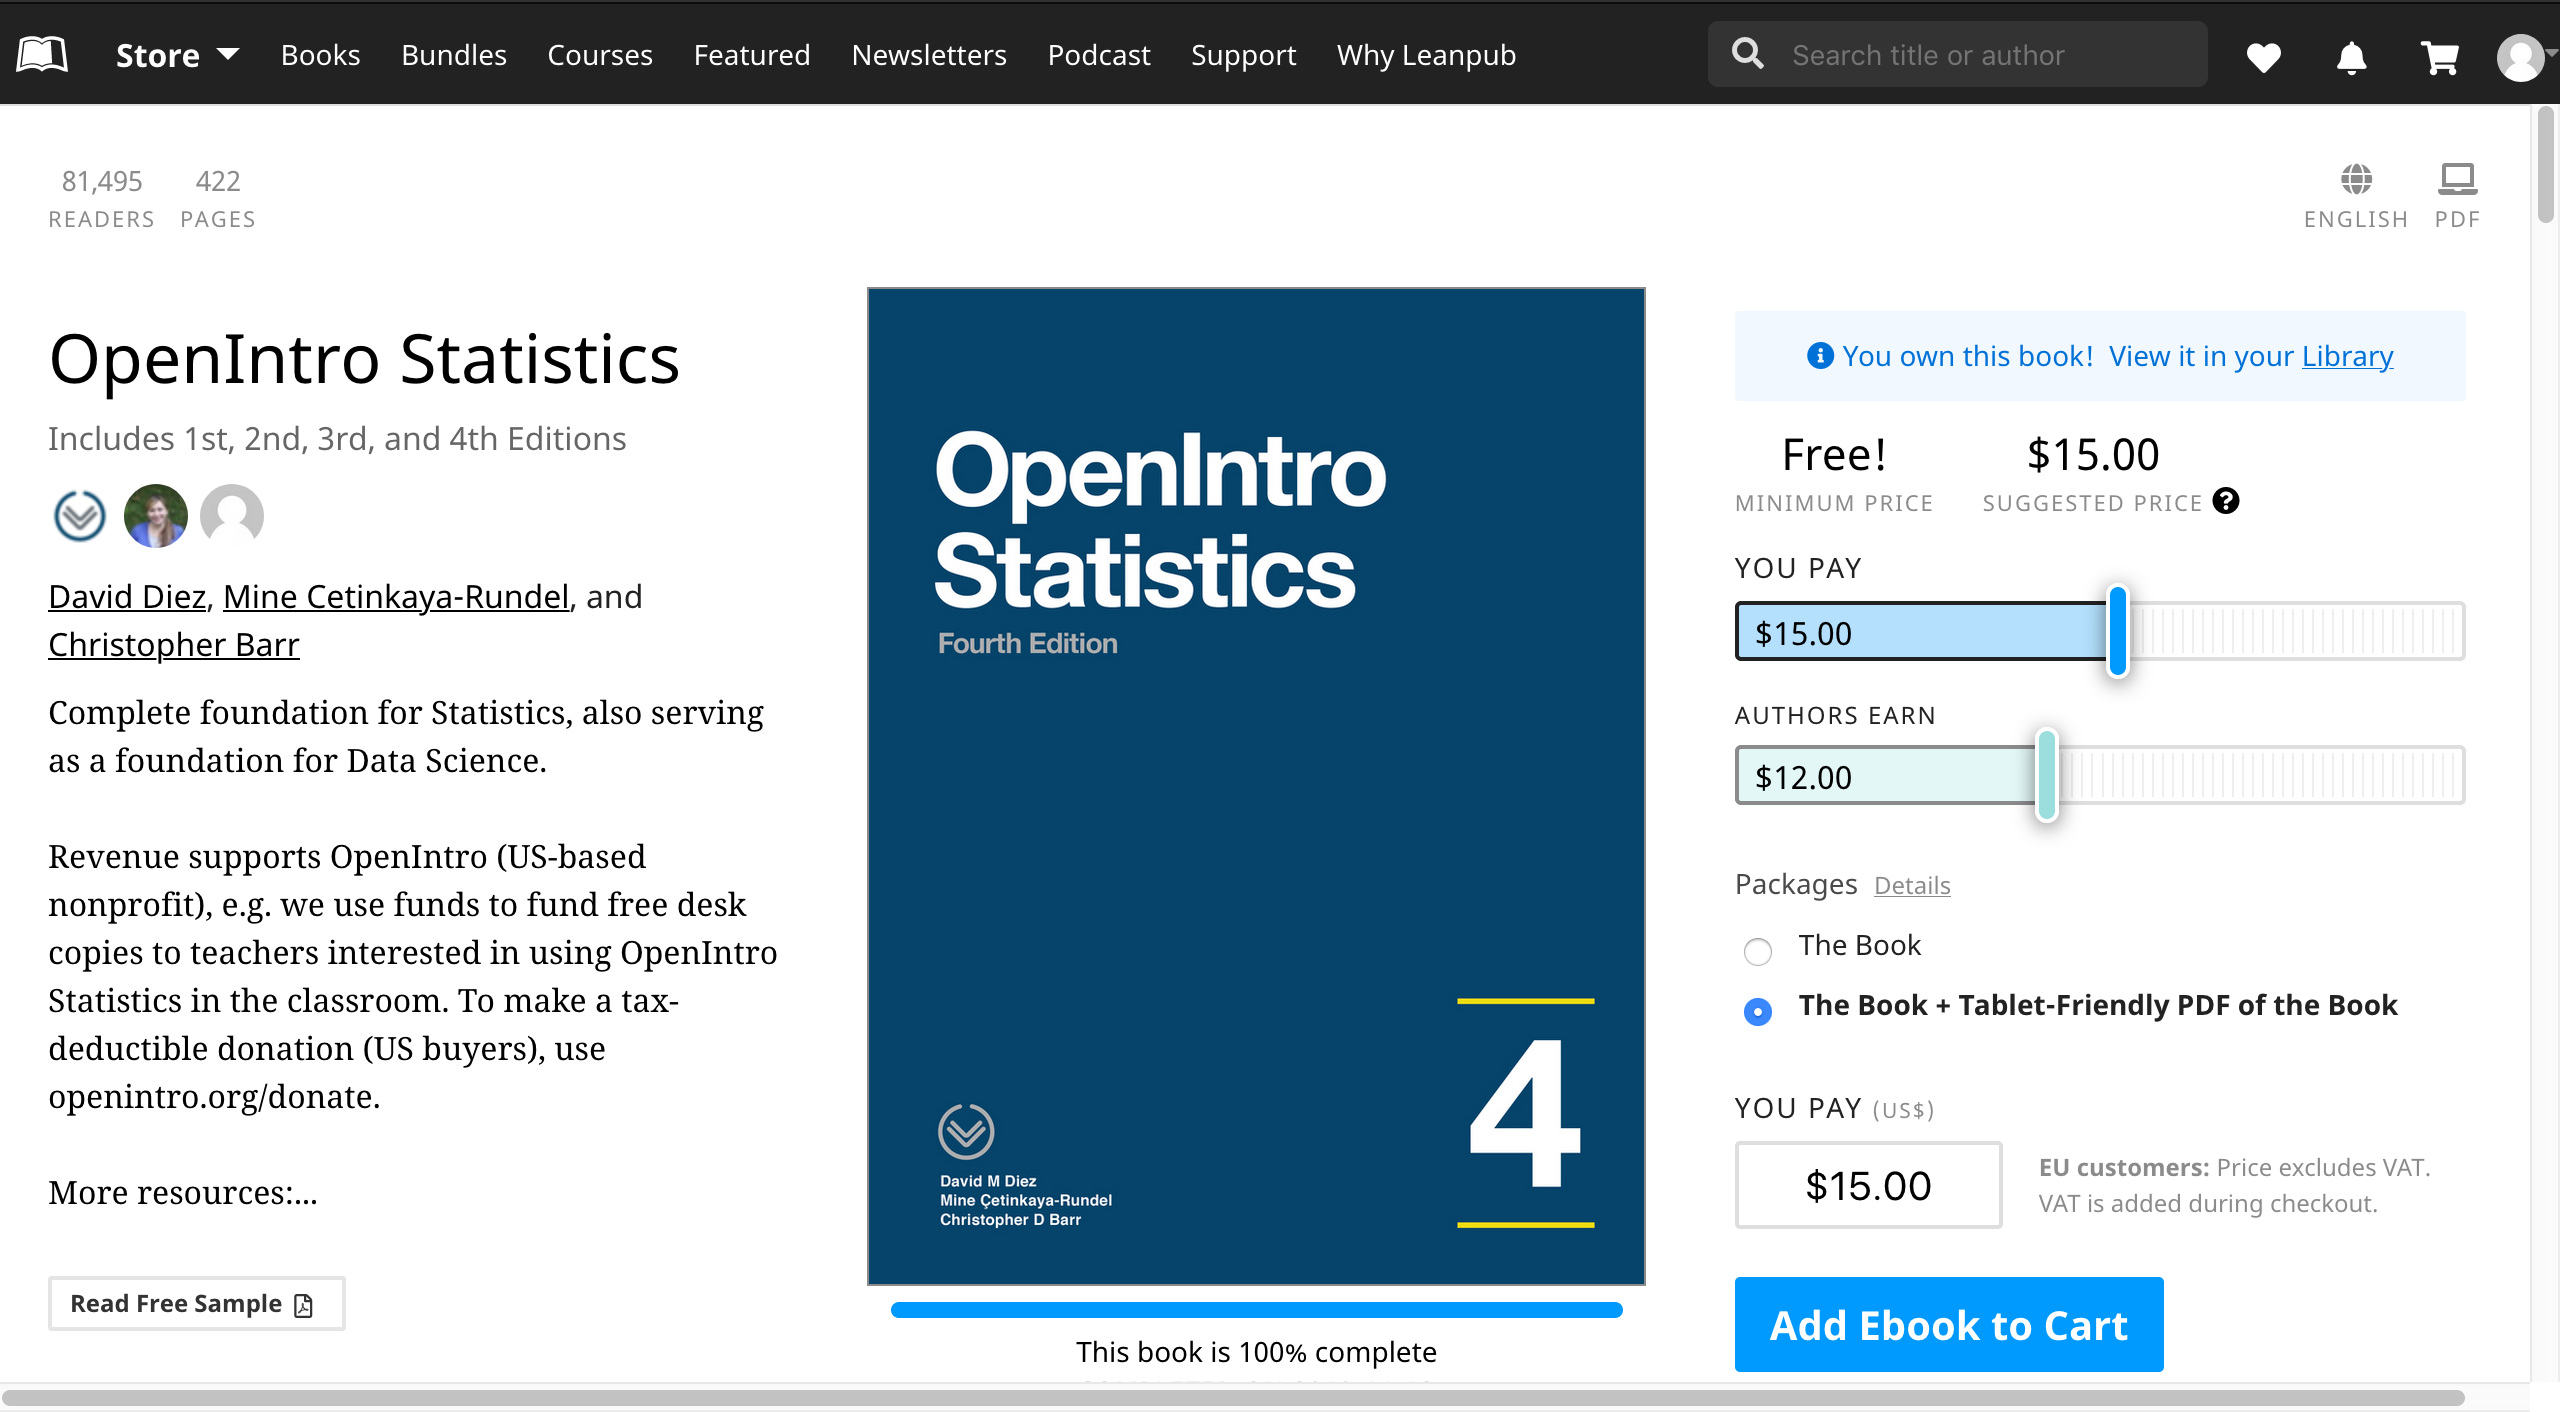 Store Books Bundles Courses Featured Newsletters Podcast Support Why Leanpub Search title or author
81,495 422
READERS PAGES
ENGLISH PDF
OpenIntro Statistics
Includes 1st, 2nd, 3rd, and 4th Editions
David Diez, Mine Cetinkaya-Rundel, and
Christopher Barr
Complete foundation for Statistics, also serving
as a foundation for Data Science.
Revenue supports OpenIntro (US-based
nonprofit), e.g. we use funds to fund free desk
copies to teachers interested in using OpenIntro
Statistics in the classroom. To make a tax-
deductible donation (US buyers), use
openintro.org/donate.
More resources:...
Read Free Sample
OpenIntro
Statistics
Fourth Edition
4
David M Diez
Mine Çetinkaya-Rundel
Christopher D Barr
This book is 100% complete
You own this book! View it in your Library
Free! $15.00
MINIMUM PRICE SUGGESTED PRICE ?
YOU PAY
$15.00
AUTHORS EARN
$12.00
Packages Details
The Book
The Book + Tablet-Friendly PDF of the Book
YOU PAY (US$)
$15.00
EU customers: Price excludes VAT.
VAT is added during checkout.
Add Ebook to Cart